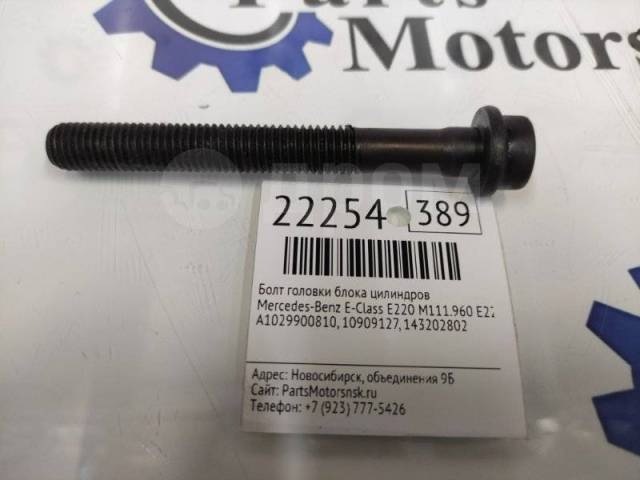 Parts
Motors
22254 389
Болт головки блока цилиндров
Mercedes-Benz E-Class E220 M111.960 E22
A1029900810, 10909127, 143202802
Адрес: Новосибирск, объединения 9Б
Сайт: PartsMotorsnsk.ru
Телефон: +7 (923) 777-5426